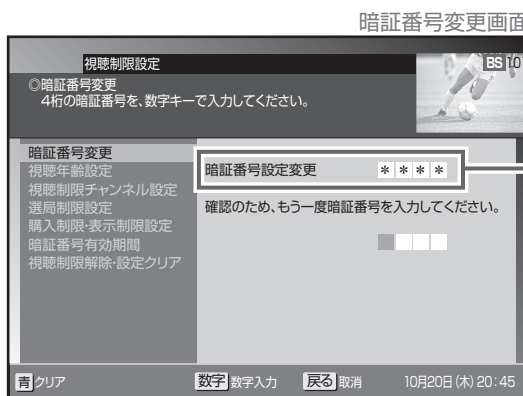 暗証番号変更画面
視聴制限設定
BS 10
◎暗証番号変更
4桁の暗証番号を、数字キーで入力してください。
暗証番号変更
視聴年齢設定
視聴制限チャンネル設定
選局制限設定
購入制限・表示制限設定
暗証番号有効期間
視聴制限解除・設定クリア
暗証番号設定変更 * * * *
確認のため、もう一度暗証番号を入力してください。
青 クリア 数字 数字入力 戻る 取消 10月20日(木)20:45